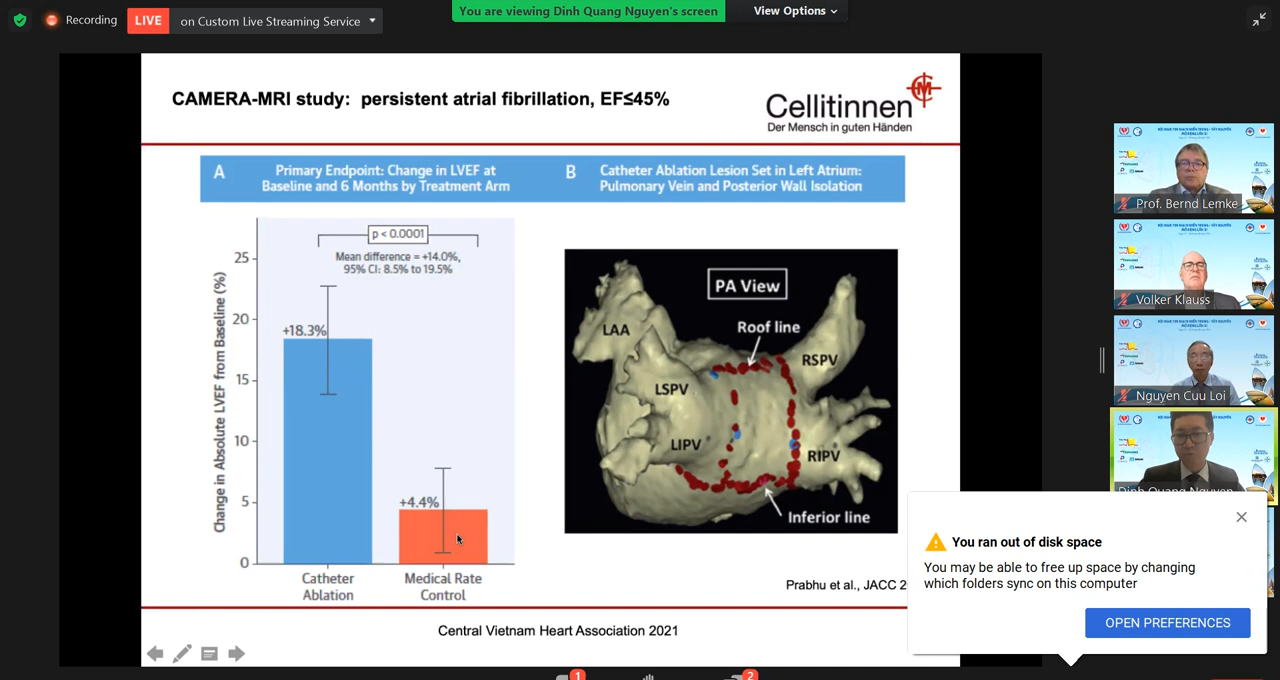 Recording
LIVE
on Custom Live Streaming Service
You are viewing Dinh Quang Nguyen's screen
View Options
CAMERA-MRI study: persistent atrial fibrillation, EF≤45%
Cellitinnen
Der Mensch in guten Händen
A
Primary Endpoint: Change in LVEF at
Baseline and 6 Months by Treatment Arm
B
Catheter Ablation Lesion Set in Left Atrium:
Pulmonary Vein and Posterior Wall Isolation
p < 0.0001
Mean difference = +14.0%,
95% CI: 8.5% to 19.5%
Change in Absolute LVEF from Baseline (%)
25
20
15
10
5
0
+18.3%
+4.4%
Catheter
Ablation
Medical Rate
Control
PA View
Roof line
LAA
RSPV
LSPV
LIPV
RIPV
Inferior line
Prabhu et al., JACC 2
Central Vietnam Heart Association 2021
Prof. Bernd Lemke
Volker Klauss
Nguyen Cuu Loi
Dinh Quang Nguyen
You ran out of disk space
You may be able to free up space by changing
which folders sync on this computer
OPEN PREFERENCES
1
2